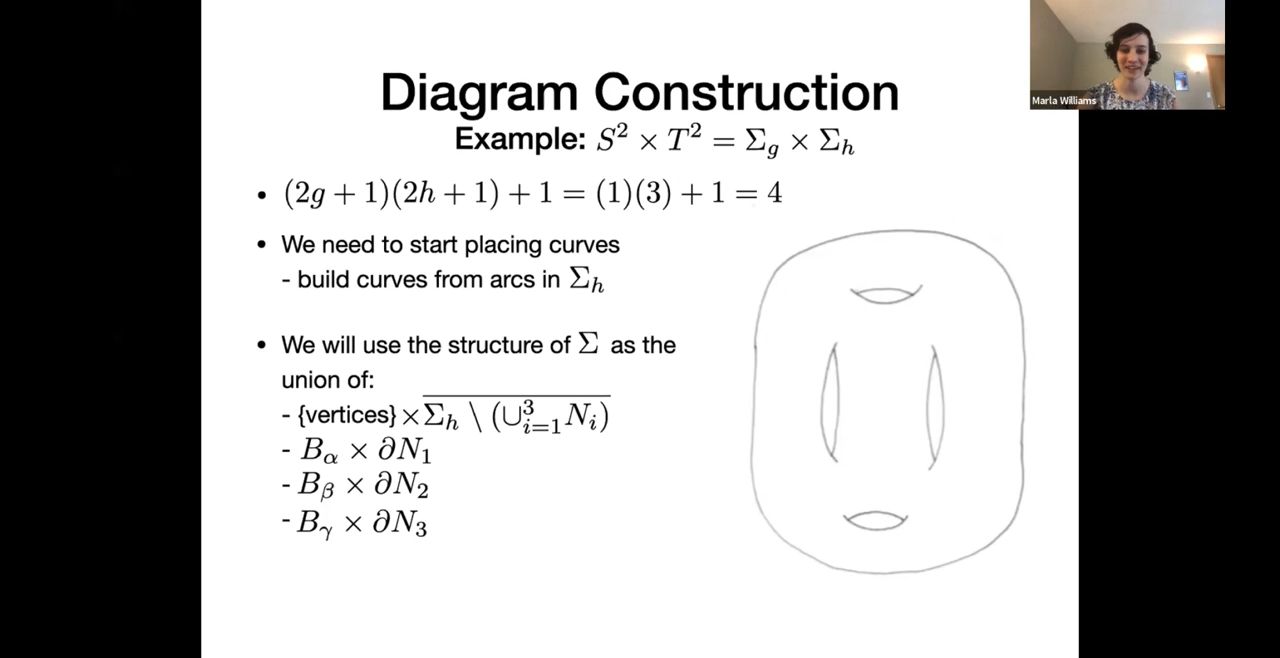 Diagram Construction
Marla Williams
Example: S² × T² = Σ_g × Σ_h
• (2g + 1)(2h + 1) + 1 = (1)(3) + 1 = 4
• We need to start placing curves
- build curves from arcs in Σ_h
• We will use the structure of Σ as the
union of:
- {vertices} × \overline{Σ_h \ (∪³_{i=1} N_i)}
- B_α × ∂N₁
- B_β × ∂N₂
- B_γ × ∂N₃